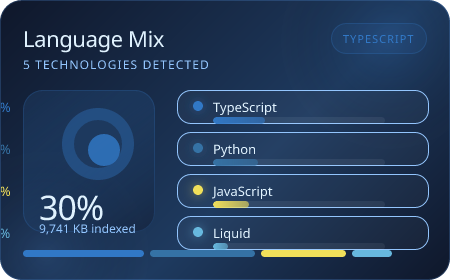 Language Mix
TYPESCRIPT
5 TECHNOLOGIES DETECTED
%
TypeScript
%
Python
%
JavaScript
30%
9,741 KB indexed
%
Liquid